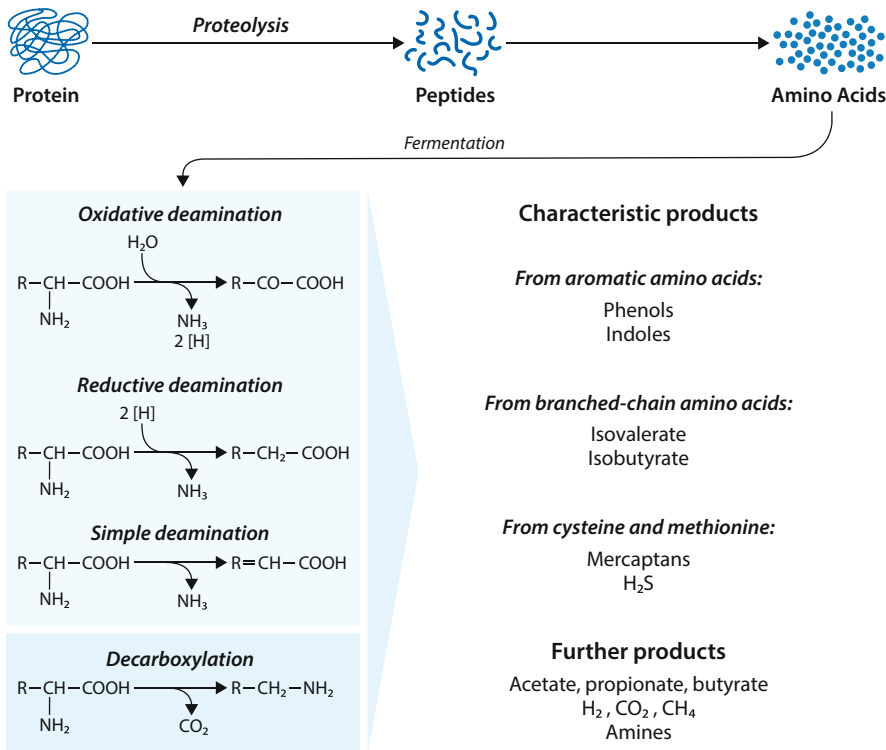 Proteolysis
Protein
Peptides
Amino Acids
Fermentation
Oxidative deamination
H₂O
R–CH–COOH
NH₂
NH₃
2 [H]
R–CO–COOH
Reductive deamination
2 [H]
R–CH–COOH
NH₂
NH₃
R–CH₂–COOH
Simple deamination
R–CH–COOH
NH₂
NH₃
R=CH–COOH
Decarboxylation
R–CH–COOH
NH₂
CO₂
R–CH₂–NH₂
Characteristic products
From aromatic amino acids:
Phenols
Indoles
From branched-chain amino acids:
Isovalerate
Isobutyrate
From cysteine and methionine:
Mercaptans
H₂S
Further products
Acetate, propionate, butyrate
H₂ , CO₂ , CH₄
Amines